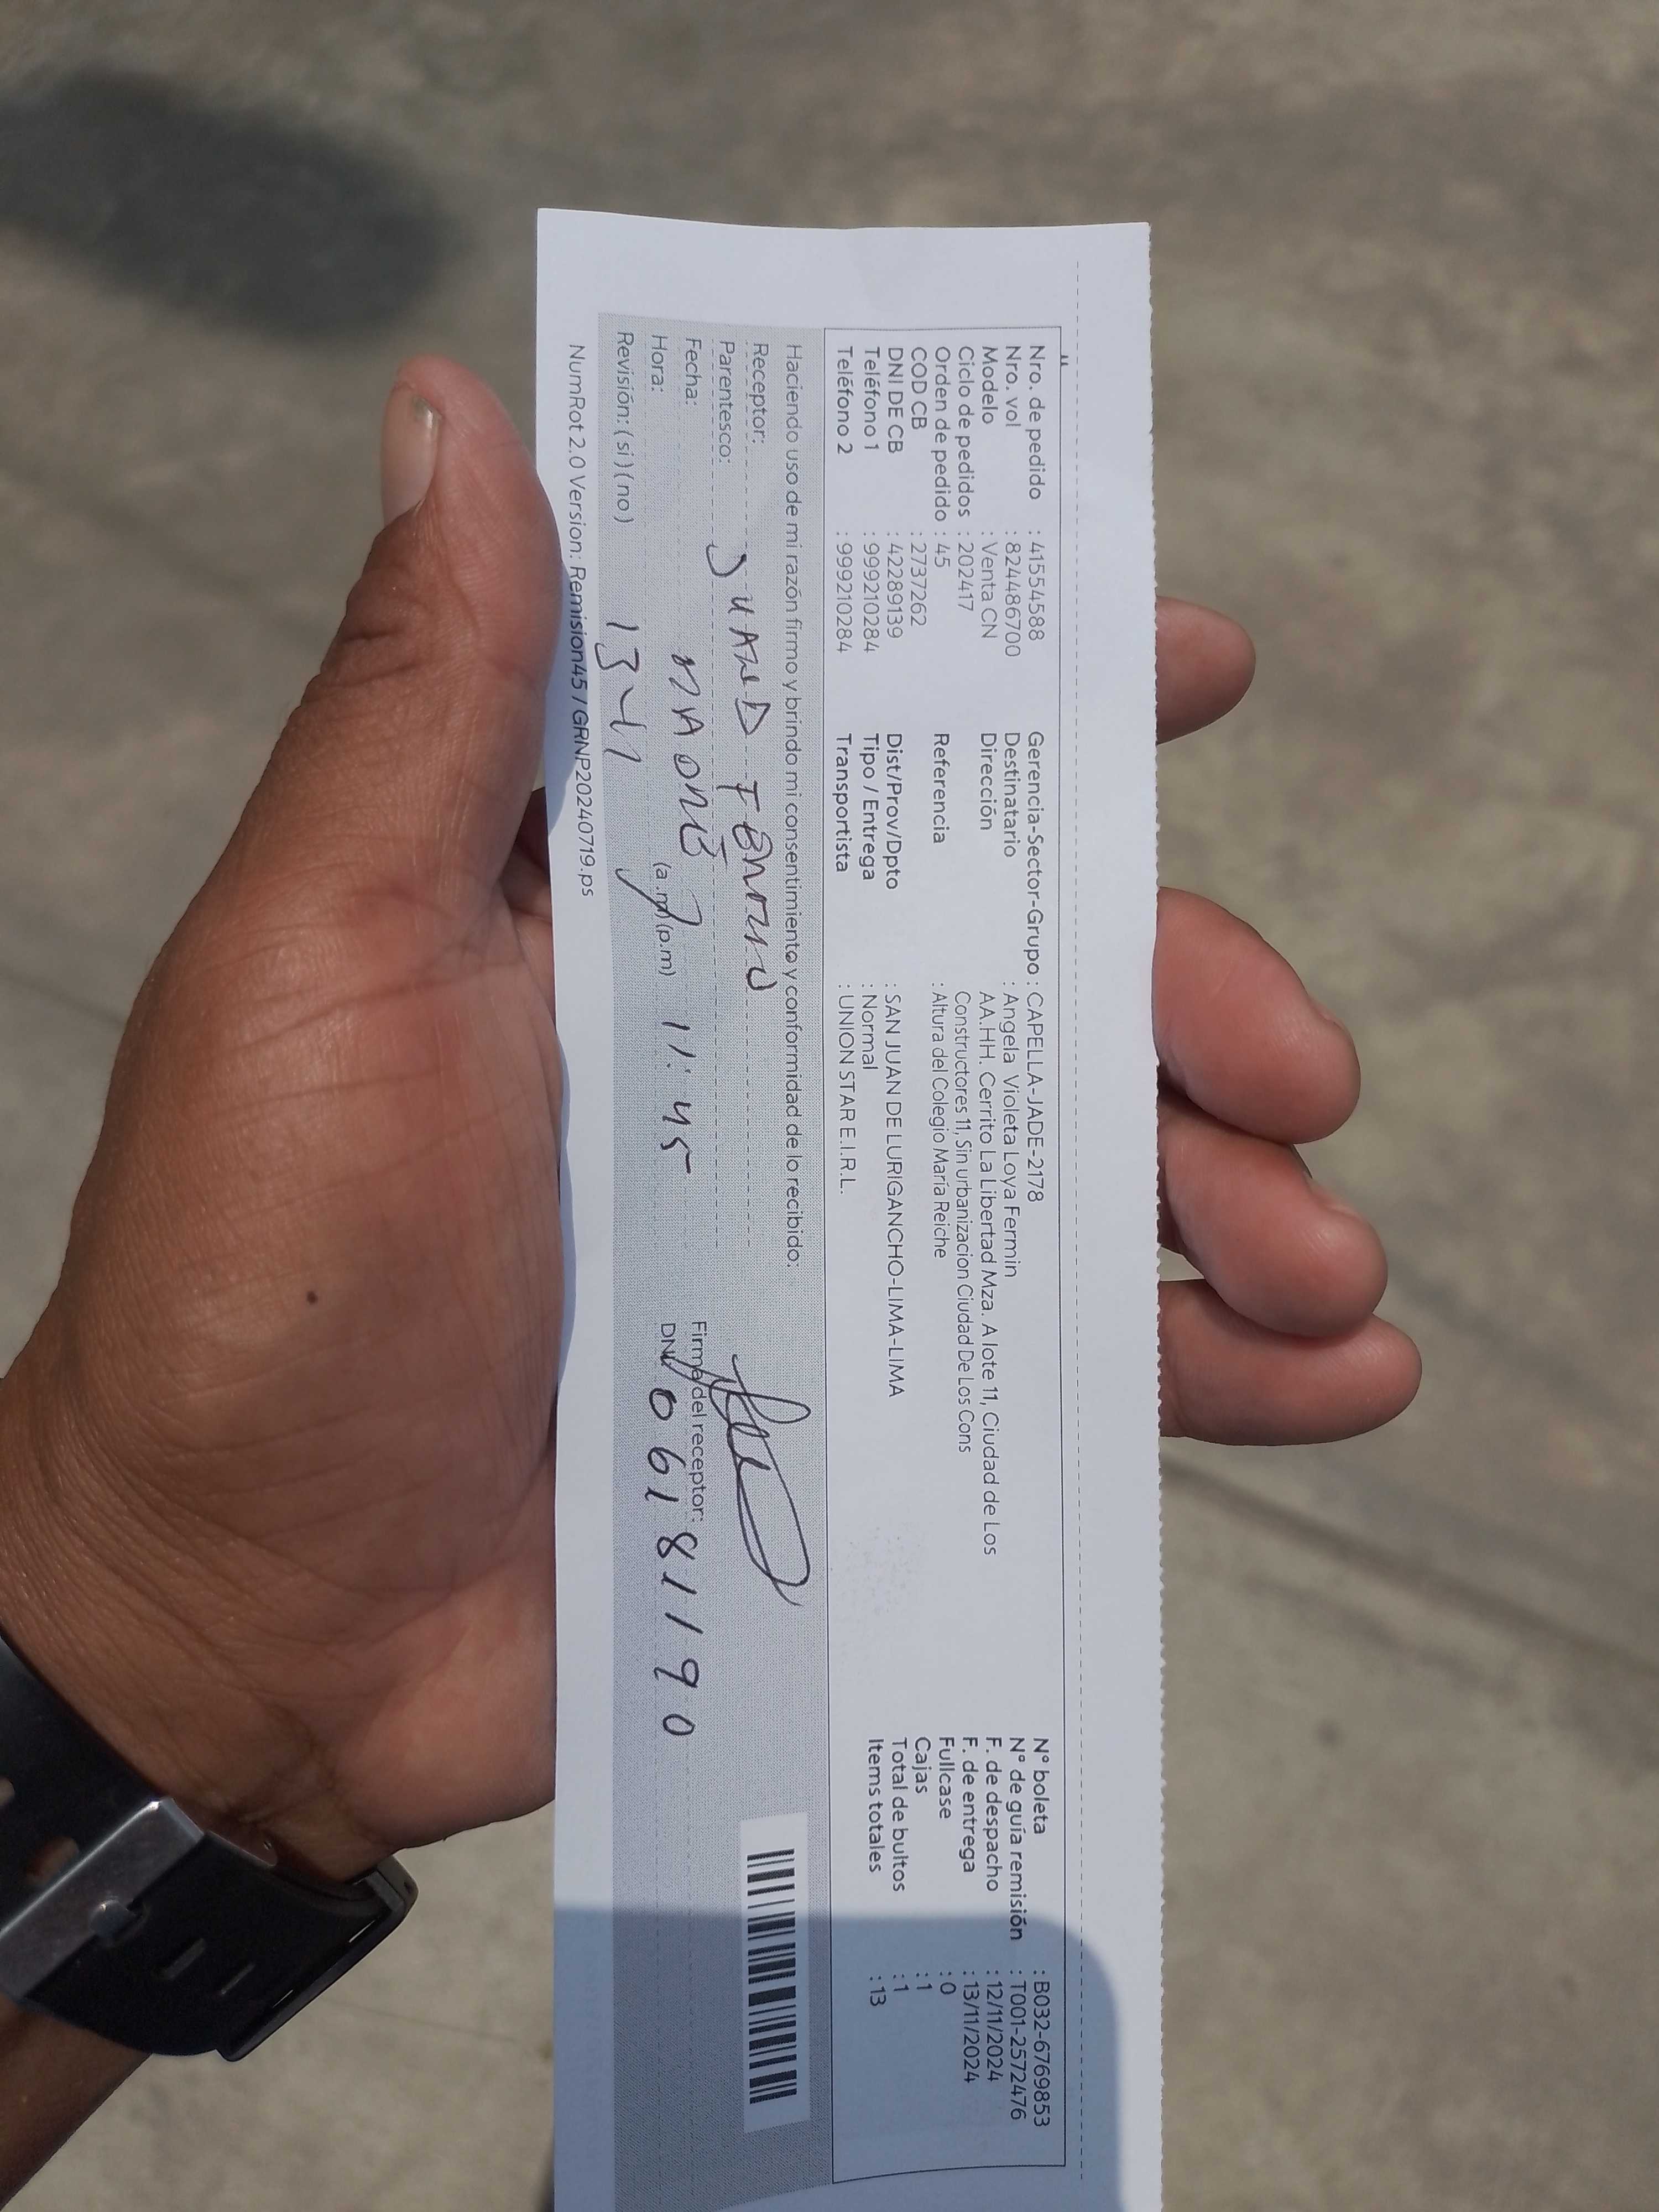 Nro. de pedido : 41554588
Nro. vol : 824486700
Modelo : Venta CN
Ciclo de pedidos : 202417
Orden de pedido : 45
COD CB : 2737262
DNI DE CB : 42289139
Teléfono 1 : 999210284
Teléfono 2 : 999210284
Gerencia-Sector-Grupo : CAPELLA-JADE-2178
Destinatario : Angela Violeta Loya Fermin
Dirección AA.HH. Cerrito La Libertad Mza. A lote 11, Ciudad de Los
Constructores 11, Sin urbanizacion Ciudad De Los Cons
Referencia : Altura del Colegio María Reiche
Dist/Prov/Dpto : SAN JUAN DE LURIGANCHO-LIMA-LIMA
Tipo / Entrega : Normal
Transportista : UNION STAR E.I.R.L.
N° boleta : B032-6769853
N° de guía remisión : T001-2572476
F. de despacho : 12/11/2024
F. de entrega : 13/11/2024
Fullcase : 0
Cajas : 1
Total de bultos : 1
Items totales : 13
Haciendo uso de mi razón firmo y brindo mi consentimiento y conformidad de lo recibido:
Receptor:
Parentesco:
Fecha:
Hora: (a.m) (p.m) 11:45
Revisión: ( si ) ( no )
Firma del receptor:
DNI: 06181190
NumRot 2.0 Version: Remision45 / GRNP20240719.ps